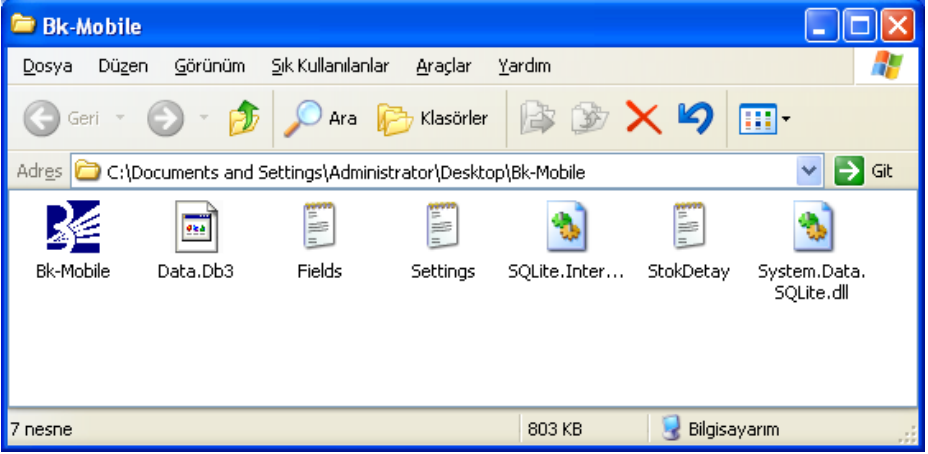 Bk-Mobile
Dosya Düzen Görünüm Sık Kullanılanlar Araçlar Yardım
Geri Ara Klasörler
Adres C:\Documents and Settings\Administrator\Desktop\Bk-Mobile Git
Bk-Mobile Data.Db3 Fields Settings SQLite.Inter... StokDetay System.Data.
SQLite.dll
7 nesne 803 KB Bilgisayarım